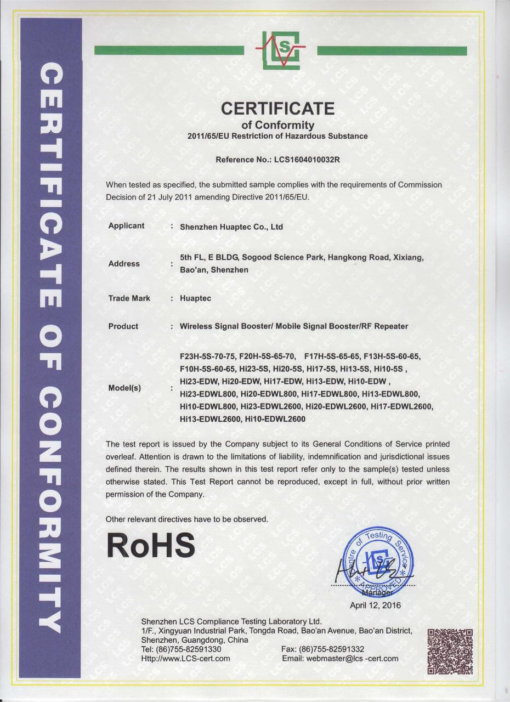 LCS
CERTIFICATE OF CONFORMITY
CERTIFICATE
of Conformity
2011/65/EU Restriction of Hazardous Substance
Reference No.: LCS1604010032R
When tested as specified, the submitted sample complies with the requirements of Commission
Decision of 21 July 2011 amending Directive 2011/65/EU.
Applicant : Shenzhen Huaptec Co., Ltd
Address : 5th FL, E BLDG, Sogood Science Park, Hangkong Road, Xixiang,
Bao'an, Shenzhen
Trade Mark : Huaptec
Product : Wireless Signal Booster/ Mobile Signal Booster/RF Repeater
Model(s) :
F23H-5S-70-75, F20H-5S-65-70, F17H-5S-65-65, F13H-5S-60-65,
F10H-5S-60-65, Hi23-5S, Hi20-5S, Hi17-5S, Hi13-5S, Hi10-5S ,
Hi23-EDW, Hi20-EDW, Hi17-EDW, Hi13-EDW, Hi10-EDW ,
Hi23-EDWL800, Hi20-EDWL800, Hi17-EDWL800, Hi13-EDWL800,
Hi10-EDWL800, Hi23-EDWL2600, Hi20-EDWL2600, Hi17-EDWL2600,
Hi13-EDWL2600, Hi10-EDWL2600
The test report is issued by the Company subject to its General Conditions of Service printed
overleaf. Attention is drawn to the limitations of liability, indemnification and jurisdictional issues
defined therein. The results shown in this test report refer only to the sample(s) tested unless
otherwise stated. This Test Report cannot be reproduced, except in full, without prior written
permission of the Company.
Other relevant directives have to be observed.
RoHS
Centre of Testing Service
LCS
APPROVED
Manager
April 12, 2016
Shenzhen LCS Compliance Testing Laboratory Ltd.
1/F., Xingyuan Industrial Park, Tongda Road, Bao'an Avenue, Bao'an District,
Shenzhen, Guangdong, China
Tel: (86)755-82591330 Fax: (86)755-82591332
Http://www.LCS-cert.com Email: webmaster@lcs -cert.com